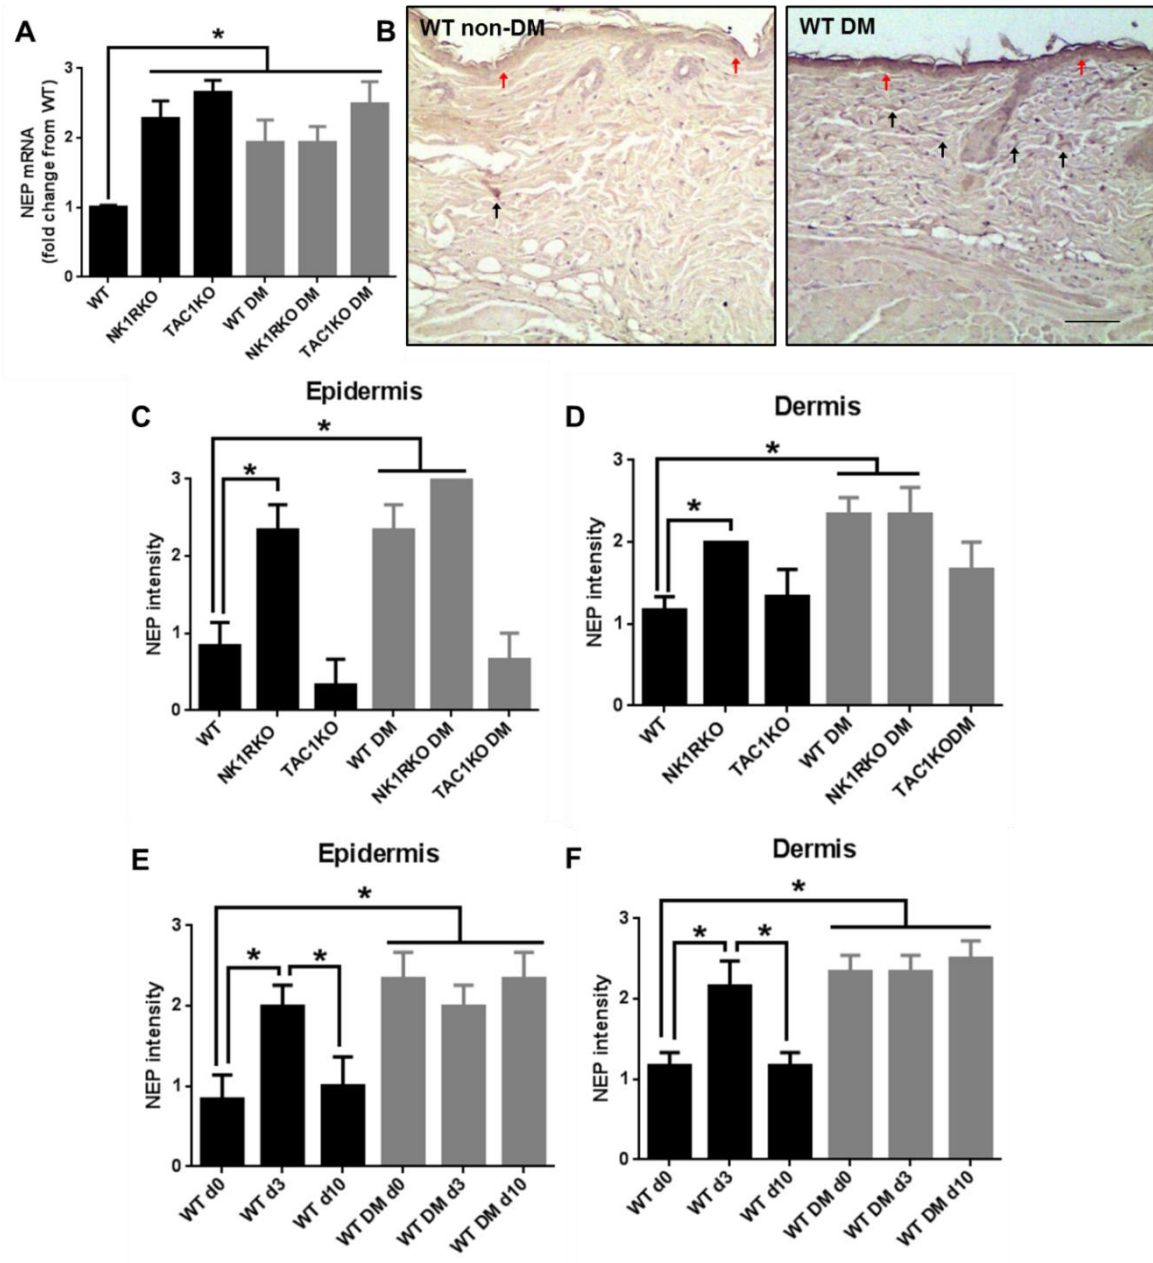 A
*
NEP mRNA
(fold change from WT)
3
2
1
0
WT
NK1RKO
TAC1KO
WT DM
NK1RKO DM
TAC1KO DM
B
WT non-DM
WT DM
C
Epidermis
*
*
NEP intensity
3
2
1
0
WT
NK1RKO
TAC1KO
WT DM
NK1RKO DM
TAC1KO DM
D
Dermis
*
*
NEP intensity
3
2
1
0
WT
NK1RKO
TAC1KO
WT DM
NK1RKO DM
TAC1KODM
E
Epidermis
*
* *
NEP intensity
3
2
1
0
WT d0
WT d3
WT d10
WT DM d0
WT DM d3
WT DM d10
F
Dermis
*
* *
NEP intensity
3
2
1
0
WT d0
WT d3
WT d10
WT DM d0
WT DM d3
WT DM d10